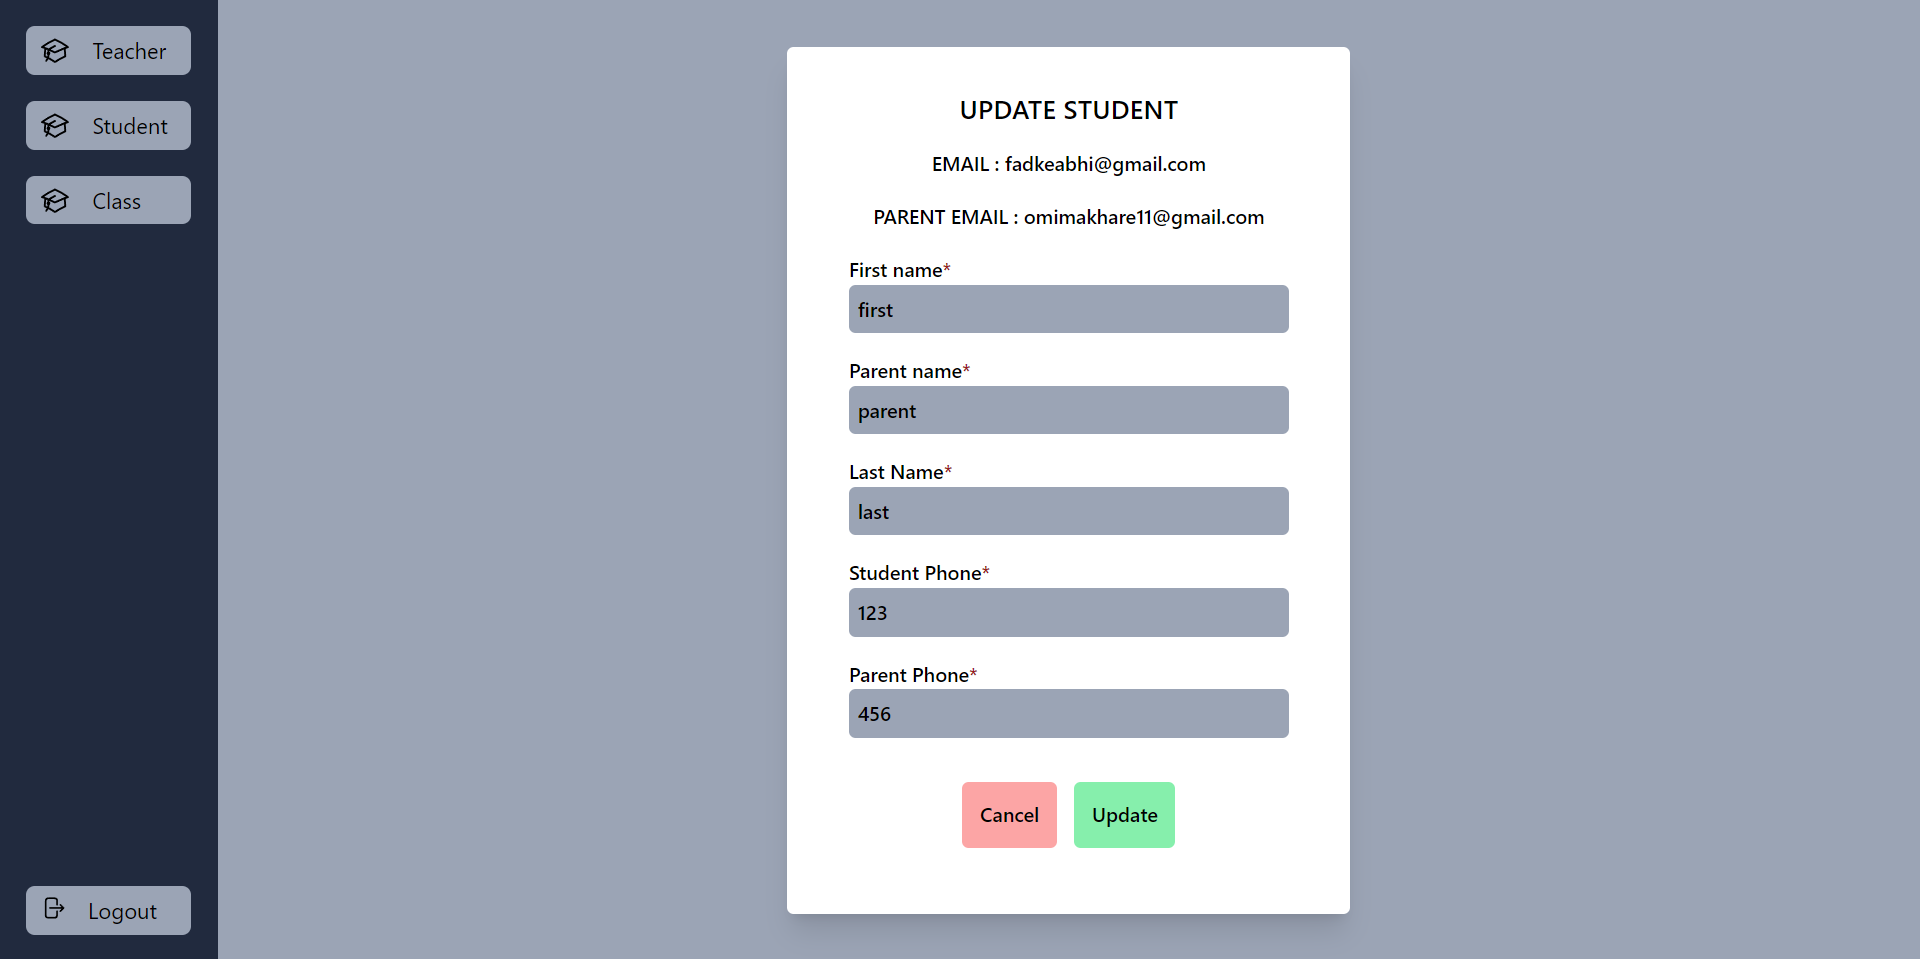 Teacher
Student
Class
Logout
UPDATE STUDENT
EMAIL : fadkeabhi@gmail.com
PARENT EMAIL : omimakhare11@gmail.com
First name*
first
Parent name*
parent
Last Name*
last
Student Phone*
123
Parent Phone*
456
Cancel
Update